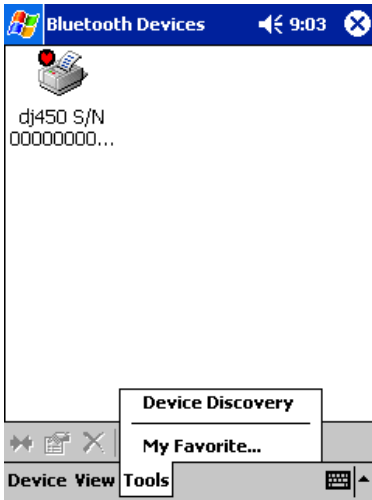 Bluetooth Devices 9:03
dj450 S/N
00000000...
Device Discovery
My Favorite...
Device View Tools